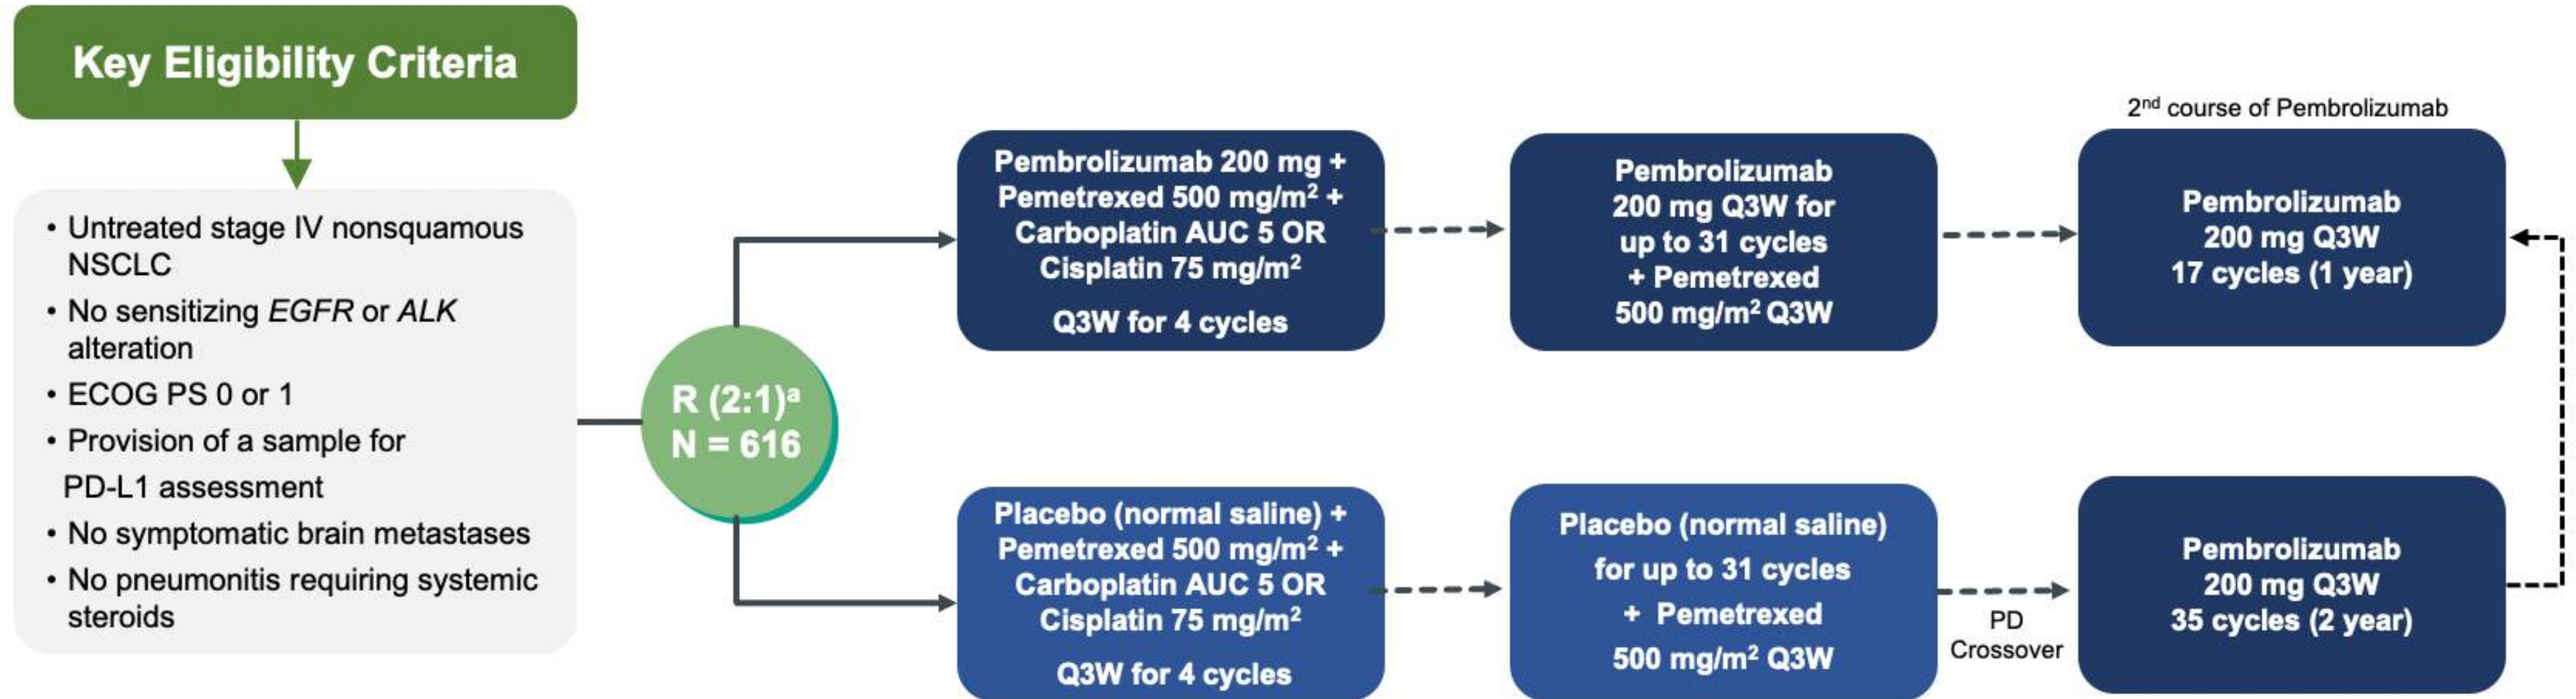 Key Eligibility Criteria
• Untreated stage IV nonsquamous
NSCLC
• No sensitizing EGFR or ALK
alteration
• ECOG PS 0 or 1
• Provision of a sample for
PD-L1 assessment
• No symptomatic brain metastases
• No pneumonitis requiring systemic
steroids
R (2:1)ᵃ
N = 616
Pembrolizumab 200 mg +
Pemetrexed 500 mg/m² +
Carboplatin AUC 5 OR
Cisplatin 75 mg/m²
Q3W for 4 cycles
Pembrolizumab
200 mg Q3W for
up to 31 cycles
+ Pemetrexed
500 mg/m² Q3W
2ⁿᵈ course of Pembrolizumab
Pembrolizumab
200 mg Q3W
17 cycles (1 year)
Placebo (normal saline) +
Pemetrexed 500 mg/m² +
Carboplatin AUC 5 OR
Cisplatin 75 mg/m²
Q3W for 4 cycles
Placebo (normal saline)
for up to 31 cycles
+ Pemetrexed
500 mg/m² Q3W
PD
Crossover
Pembrolizumab
200 mg Q3W
35 cycles (2 year)